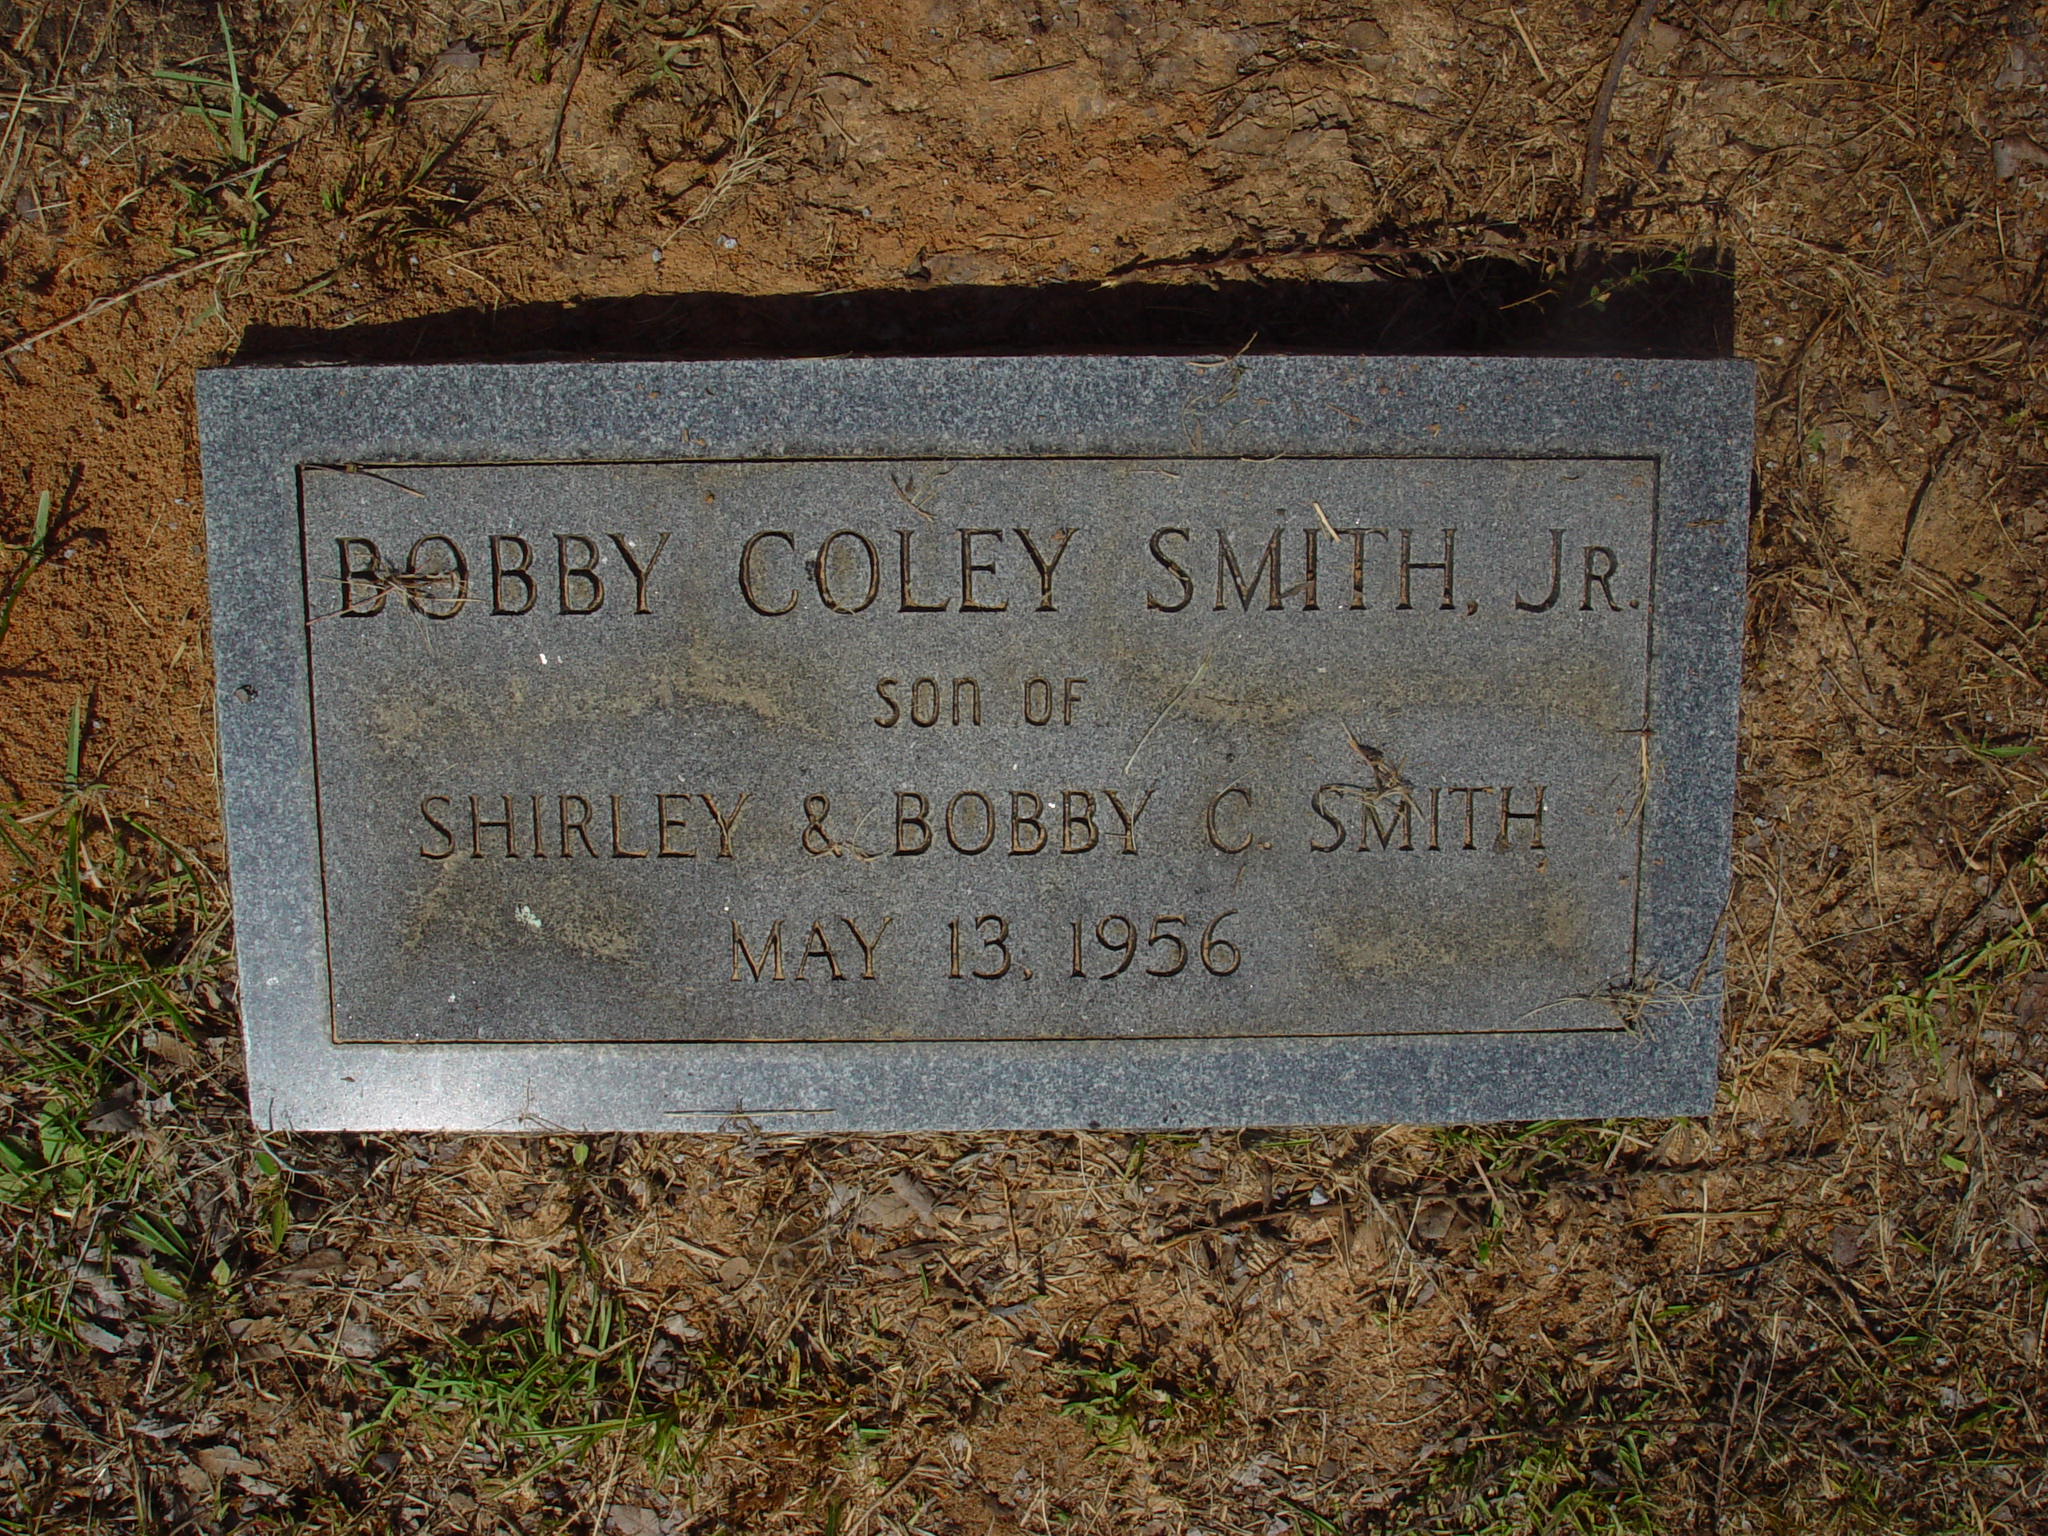 BOBBY COLEY SMITH, JR.
son of
SHIRLEY & BOBBY C. SMITH
MAY 13, 1956